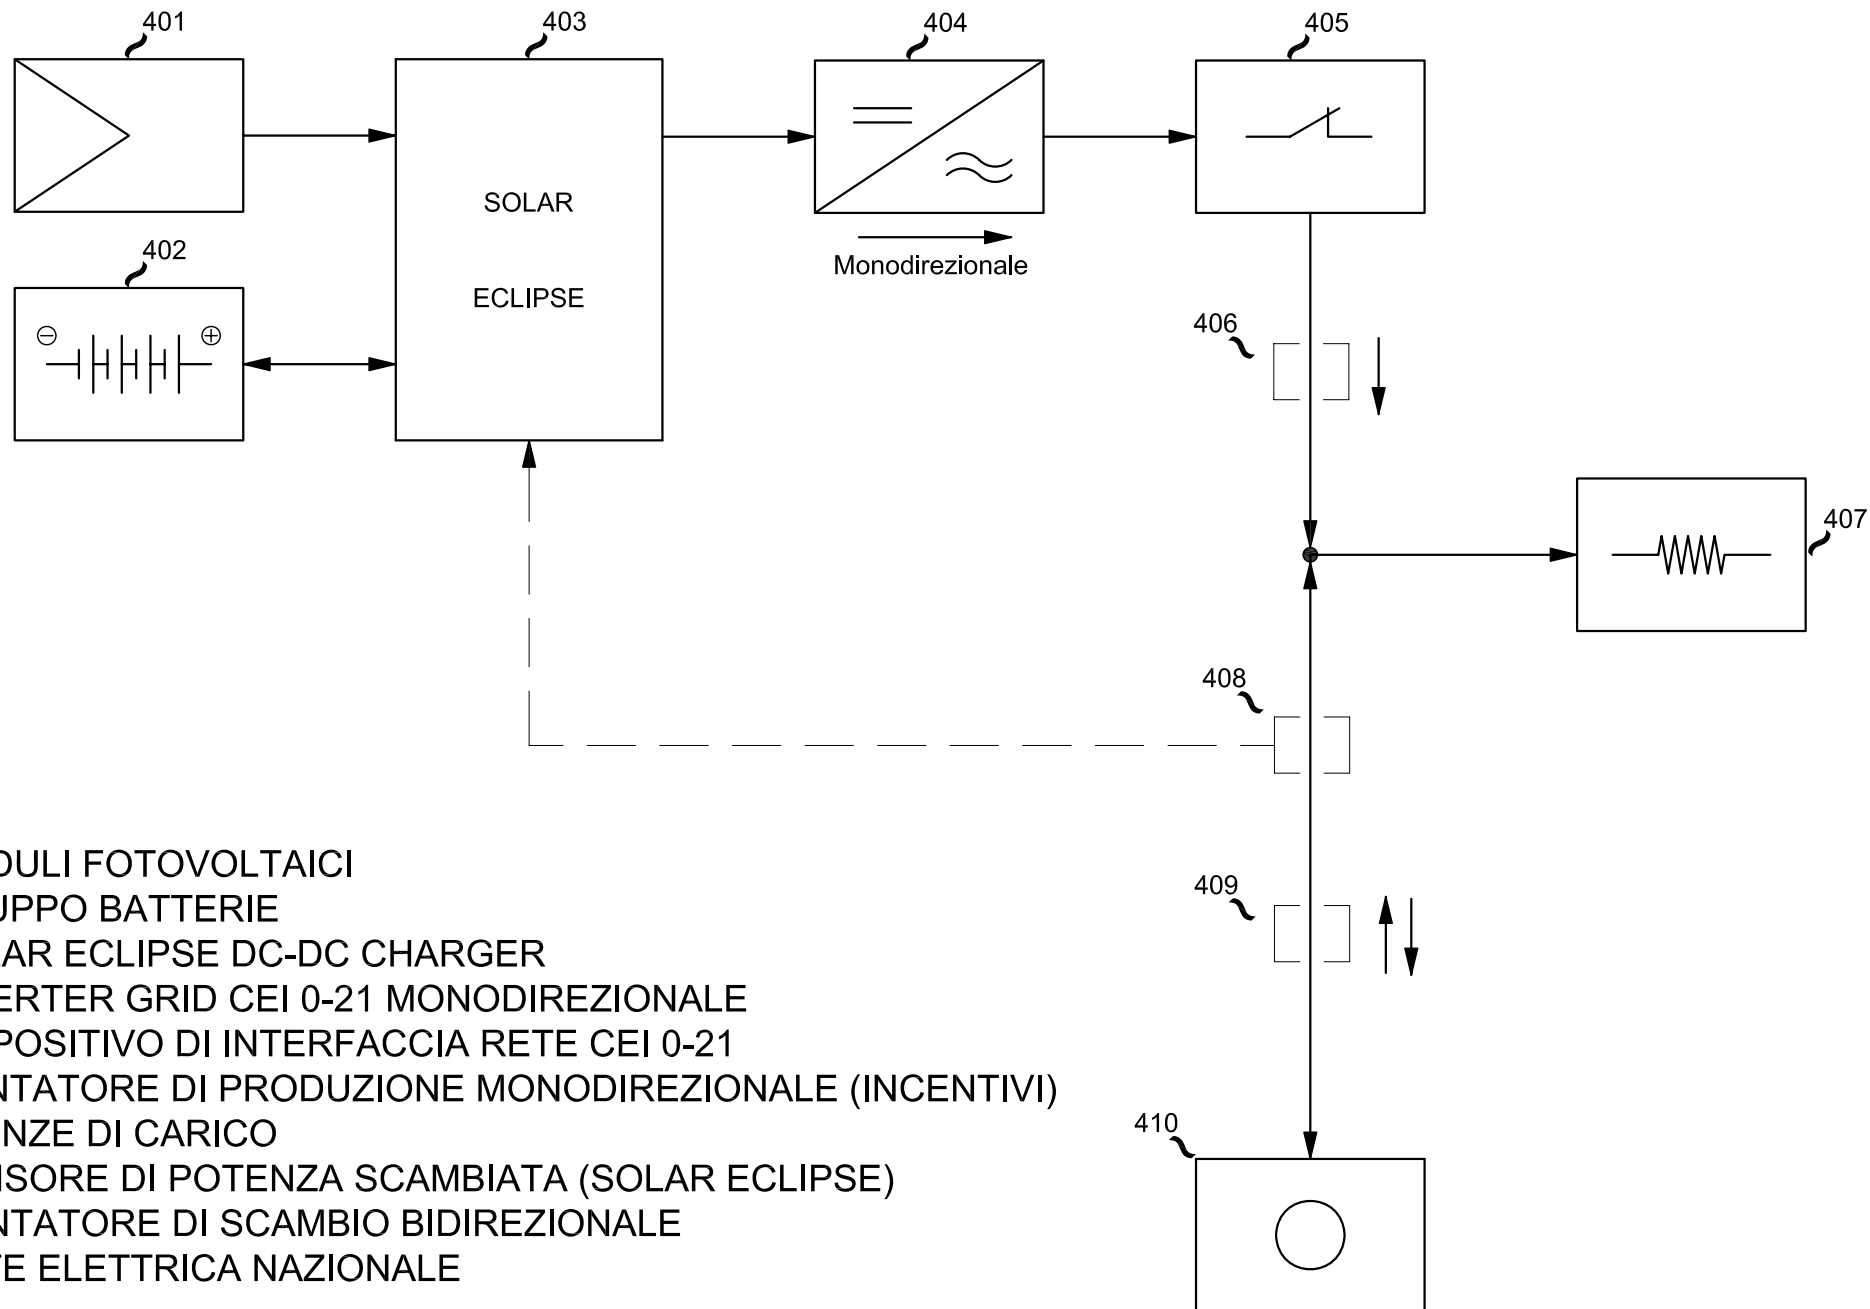 401
403
404
405
SOLAR
ECLIPSE
402
Monodirezionale
406
407
408
409
410
DULI FOTOVOLTAICI
UPPO BATTERIE
AR ECLIPSE DC-DC CHARGER
ERTER GRID CEI 0-21 MONODIREZIONALE
POSITIVO DI INTERFACCIA RETE CEI 0-21
NTATORE DI PRODUZIONE MONODIREZIONALE (INCENTIVI)
NZE DI CARICO
SORE DI POTENZA SCAMBIATA (SOLAR ECLIPSE)
NTATORE DI SCAMBIO BIDIREZIONALE
E ELETTRICA NAZIONALE